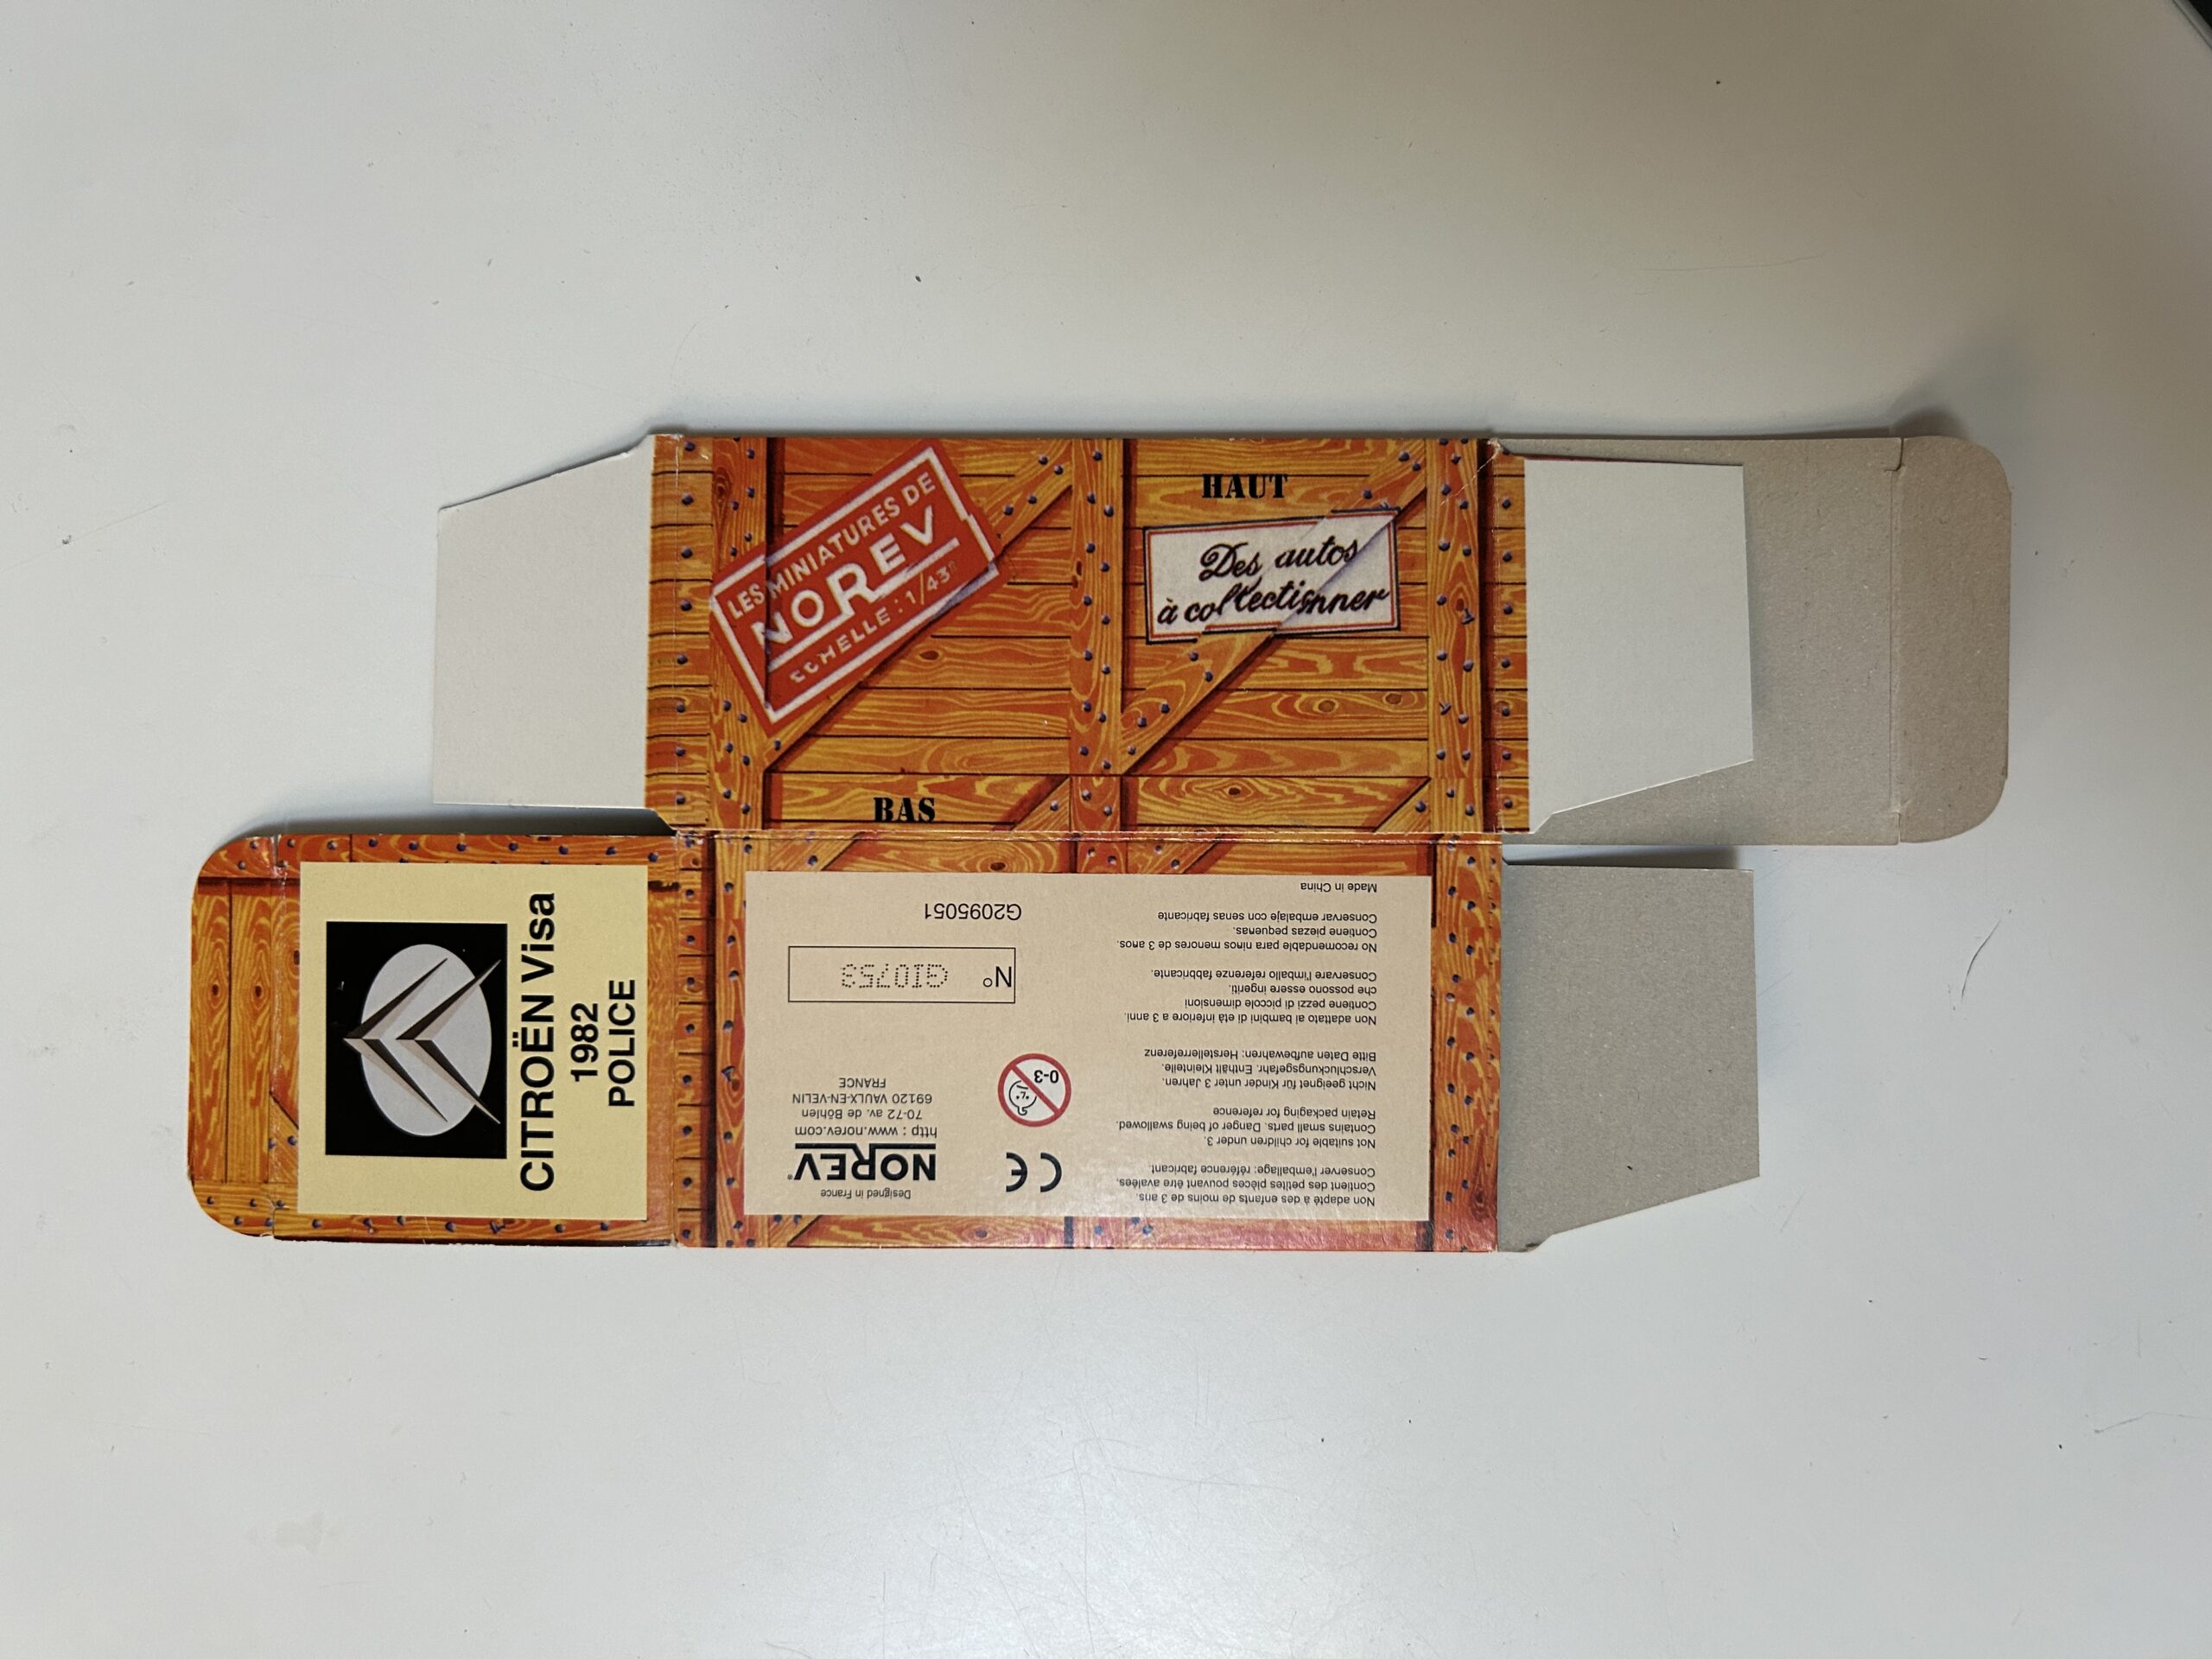 LES MINIATURES DE
NOREV
ECHELLE : 1/43e
HAUT
Des autos
à collectionner
BAS
CITROËN Visa
1982
POLICE
Non adapté à des enfants de moins de 3 ans.
Contient des petites pièces pouvant être avalées.
Conserver l'emballage: référence fabricant.
Not suitable for children under 3.
Contains small parts. Danger of being swallowed.
Retain packaging for reference
Nicht geeignet für Kinder unter 3 Jahren.
Verschluckungsgefahr. Enthält Kleinteile.
Bitte Daten aufbewahren: Herstellerreferenz
Non adattato ai bambini di età inferiore a 3 anni.
Contiene pezzi di piccole dimensioni
che possono essere ingeriti.
Conservare l'imballo referenze fabbricante.
No recomendable para ninos menores de 3 anos.
Contiene piezas pequenas.
Conservar embalaje con senas fabricante
Made in China
CE
0-3
Designed in France
NOREV®
http : www.norev.com
70-72 av. de Böhlen
69120 VAULX-EN-VELIN
FRANCE
N° GI0753
G2095051